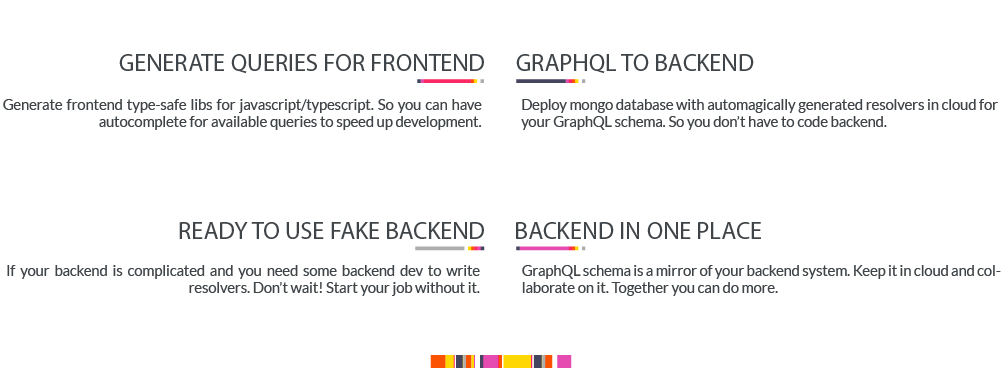 GENERATE QUERIES FOR FRONTEND
Generate frontend type-safe libs for javascript/typescript. So you can have
autocomplete for available queries to speed up development.
GRAPHQL TO BACKEND
Deploy mongo database with automagically generated resolvers in cloud for
your GraphQL schema. So you don't have to code backend.
READY TO USE FAKE BACKEND
If your backend is complicated and you need some backend dev to write
resolvers. Don't wait! Start your job without it.
BACKEND IN ONE PLACE
GraphQL schema is a mirror of your backend system. Keep it in cloud and col-
laborate on it. Together you can do more.